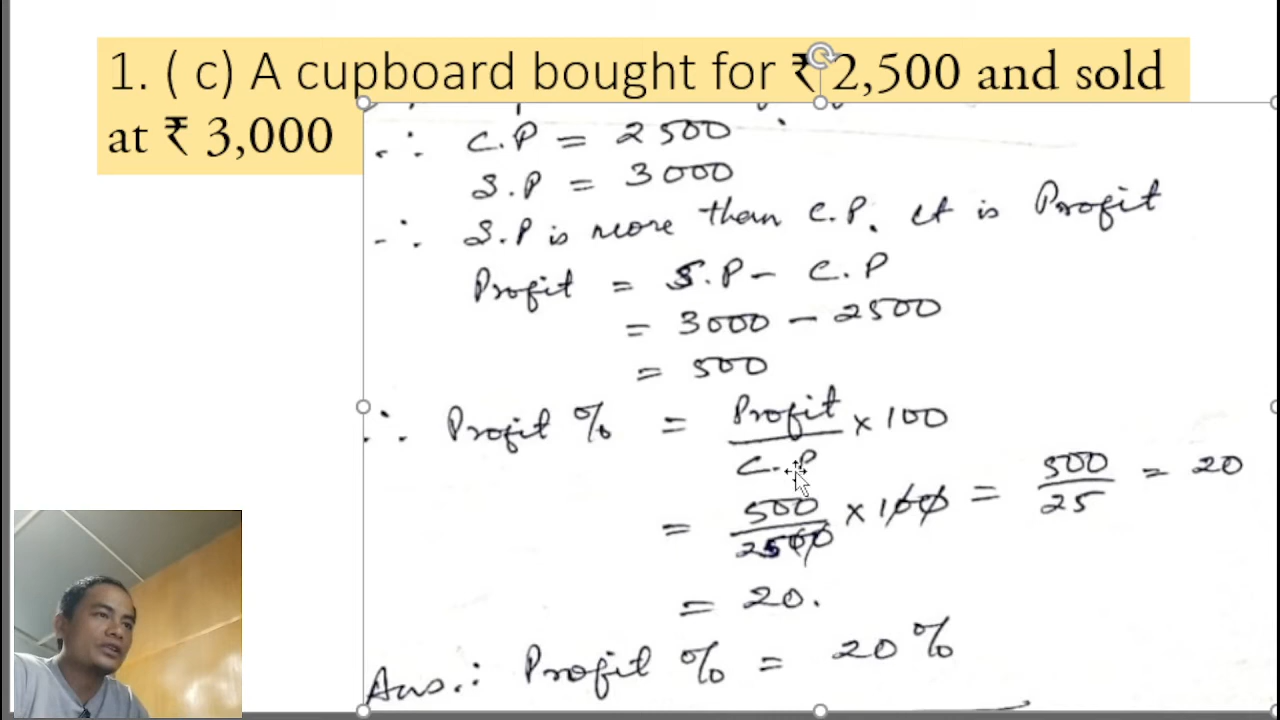 1. ( c) A cupboard bought for ₹ 2,500 and sold
at ₹ 3,000
∴ C.P = 2500
S.P = 3000
∴ S.P is more than C.P. It is Profit
Profit = S.P - C.P
= 3000 - 2500
= 500
∴ Profit % = Profit / C.P × 100
= 500 / 2500 × 100 = 500 / 25 = 20
= 20.
Ans.: Profit % = 20%